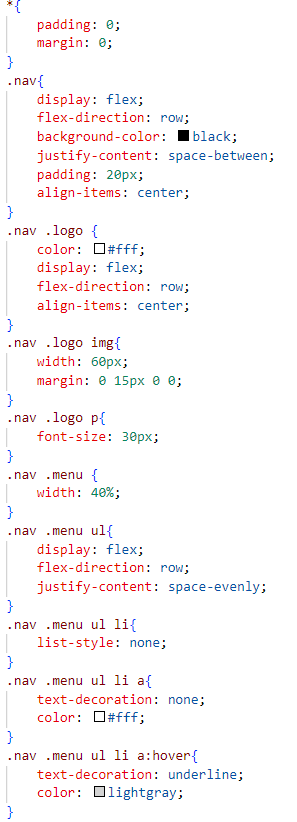 *{
    padding: 0;
    margin: 0;
}
.nav{
    display: flex;
    flex-direction: row;
    background-color: black;
    justify-content: space-between;
    padding: 20px;
    align-items: center;
}
.nav .logo {
    color: #fff;
    display: flex;
    flex-direction: row;
    align-items: center;
}
.nav .logo img{
    width: 60px;
    margin: 0 15px 0 0;
}
.nav .logo p{
    font-size: 30px;
}
.nav .menu {
    width: 40%;
}
.nav .menu ul{
    display: flex;
    flex-direction: row;
    justify-content: space-evenly;
}
.nav .menu ul li{
    list-style: none;
}
.nav .menu ul li a{
    text-decoration: none;
    color: #fff;
}
.nav .menu ul li a:hover{
    text-decoration: underline;
    color: lightgray;
}